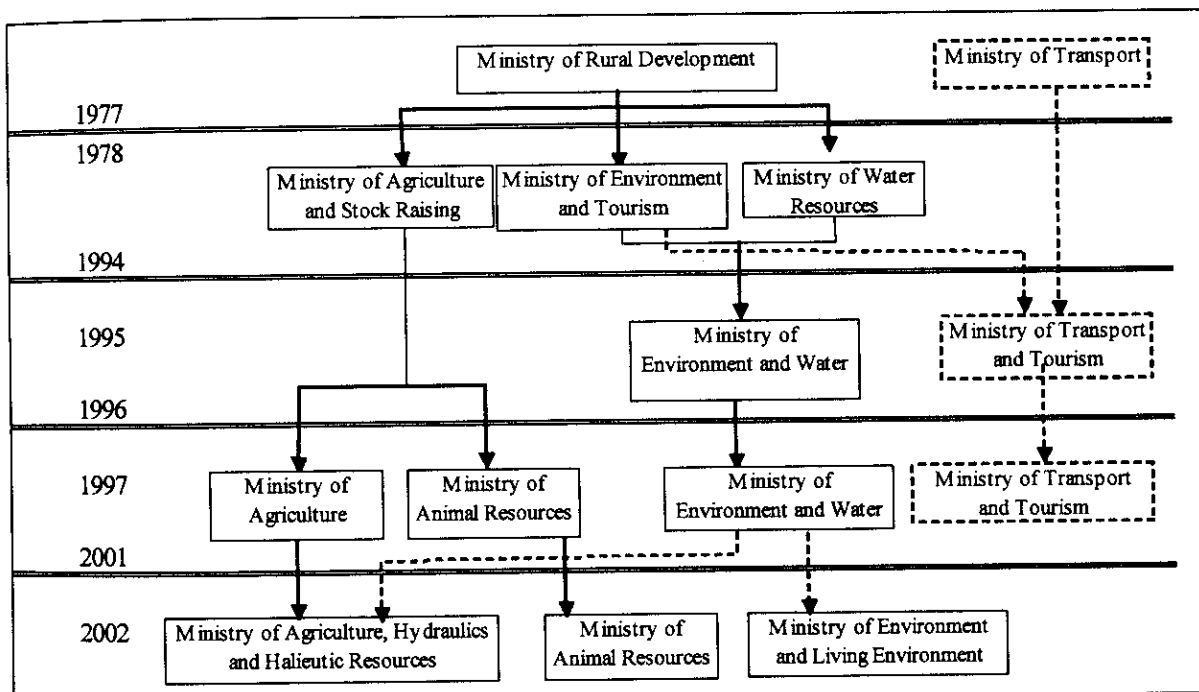 Ministry of Rural Development
Ministry of Transport
1977
1978
Ministry of Agriculture
and Stock Raising
Ministry of Environment
and Tourism
Ministry of Water
Resources
1994
1995
Ministry of
Environment and Water
Ministry of Transport
and Tourism
1996
1997
Ministry of
Agriculture
Ministry of
Animal Resources
Ministry of
Environment and Water
Ministry of Transport
and Tourism
2001
2002
Ministry of Agriculture, Hydraulics
and Halieutic Resources
Ministry of
Animal Resources
Ministry of Environment
and Living Environment